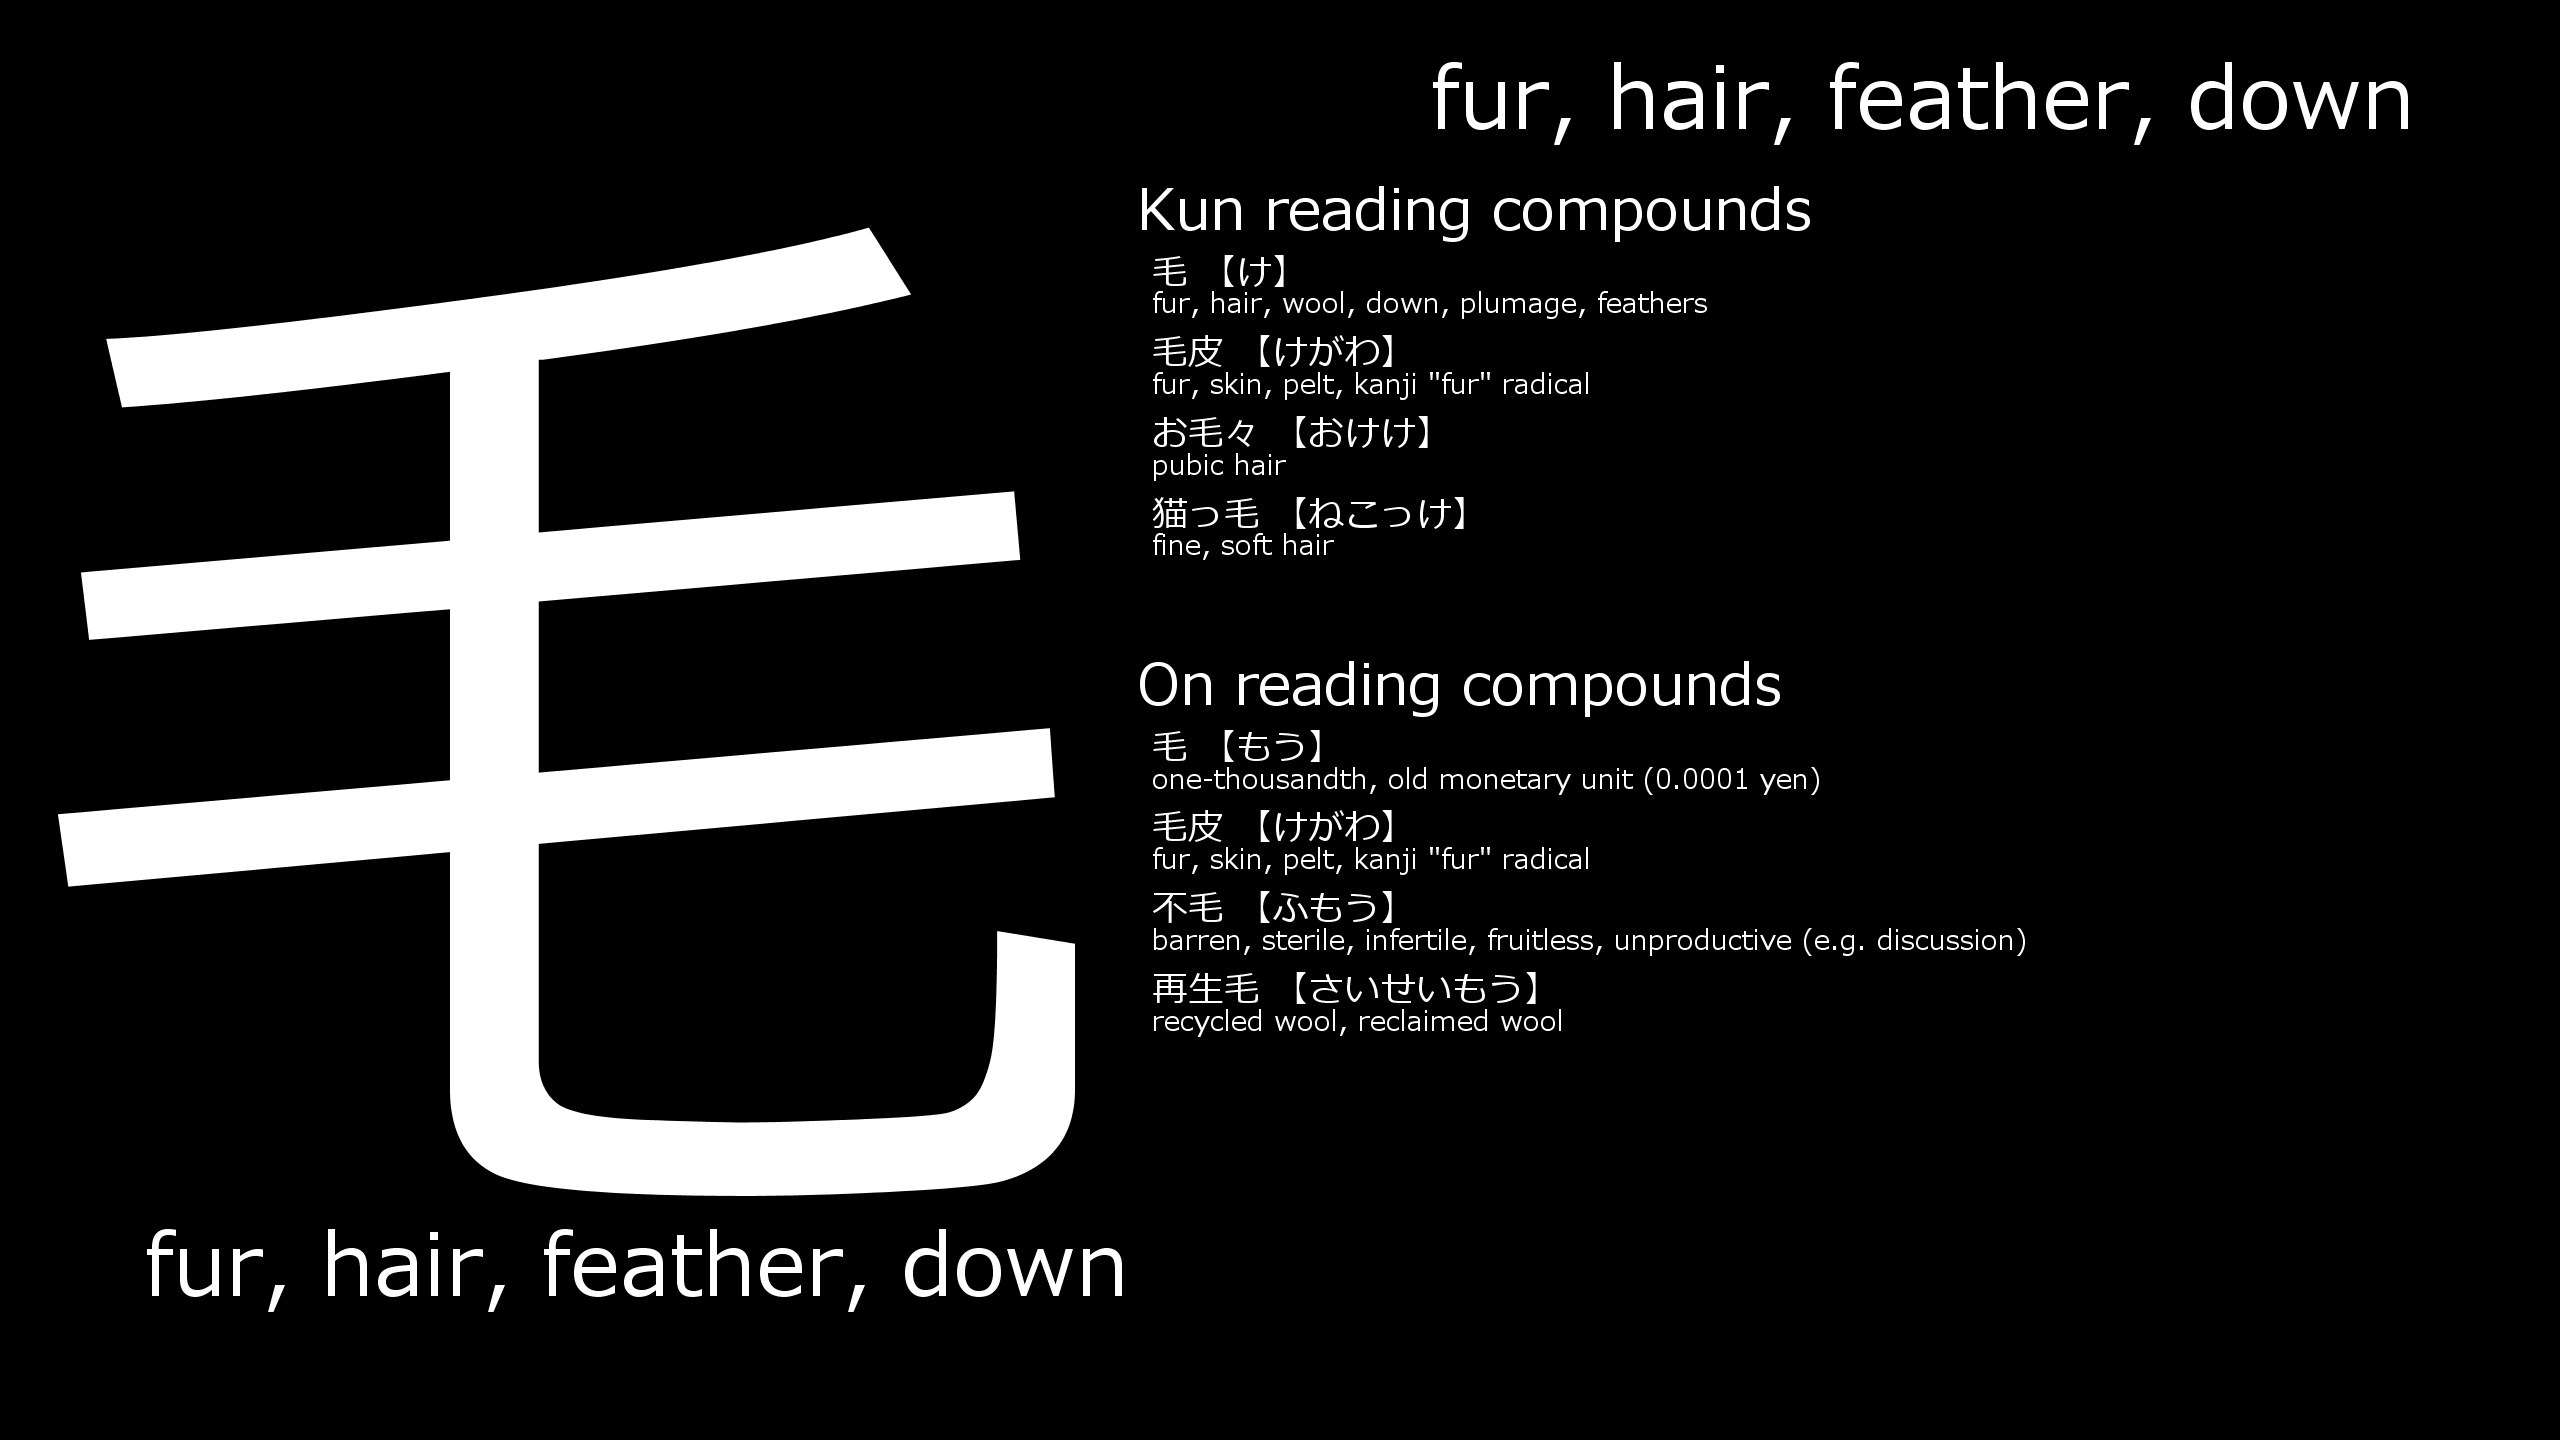 fur, hair, feather, down
毛
Kun reading compounds
毛 【け】
fur, hair, wool, down, plumage, feathers
毛皮 【けがわ】
fur, skin, pelt, kanji "fur" radical
お毛々 【おけけ】
pubic hair
猫っ毛 【ねこっけ】
fine, soft hair
On reading compounds
毛 【もう】
one-thousandth, old monetary unit (0.0001 yen)
毛皮 【けがわ】
fur, skin, pelt, kanji "fur" radical
不毛 【ふもう】
barren, sterile, infertile, fruitless, unproductive (e.g. discussion)
再生毛 【さいせいもう】
recycled wool, reclaimed wool
fur, hair, feather, down